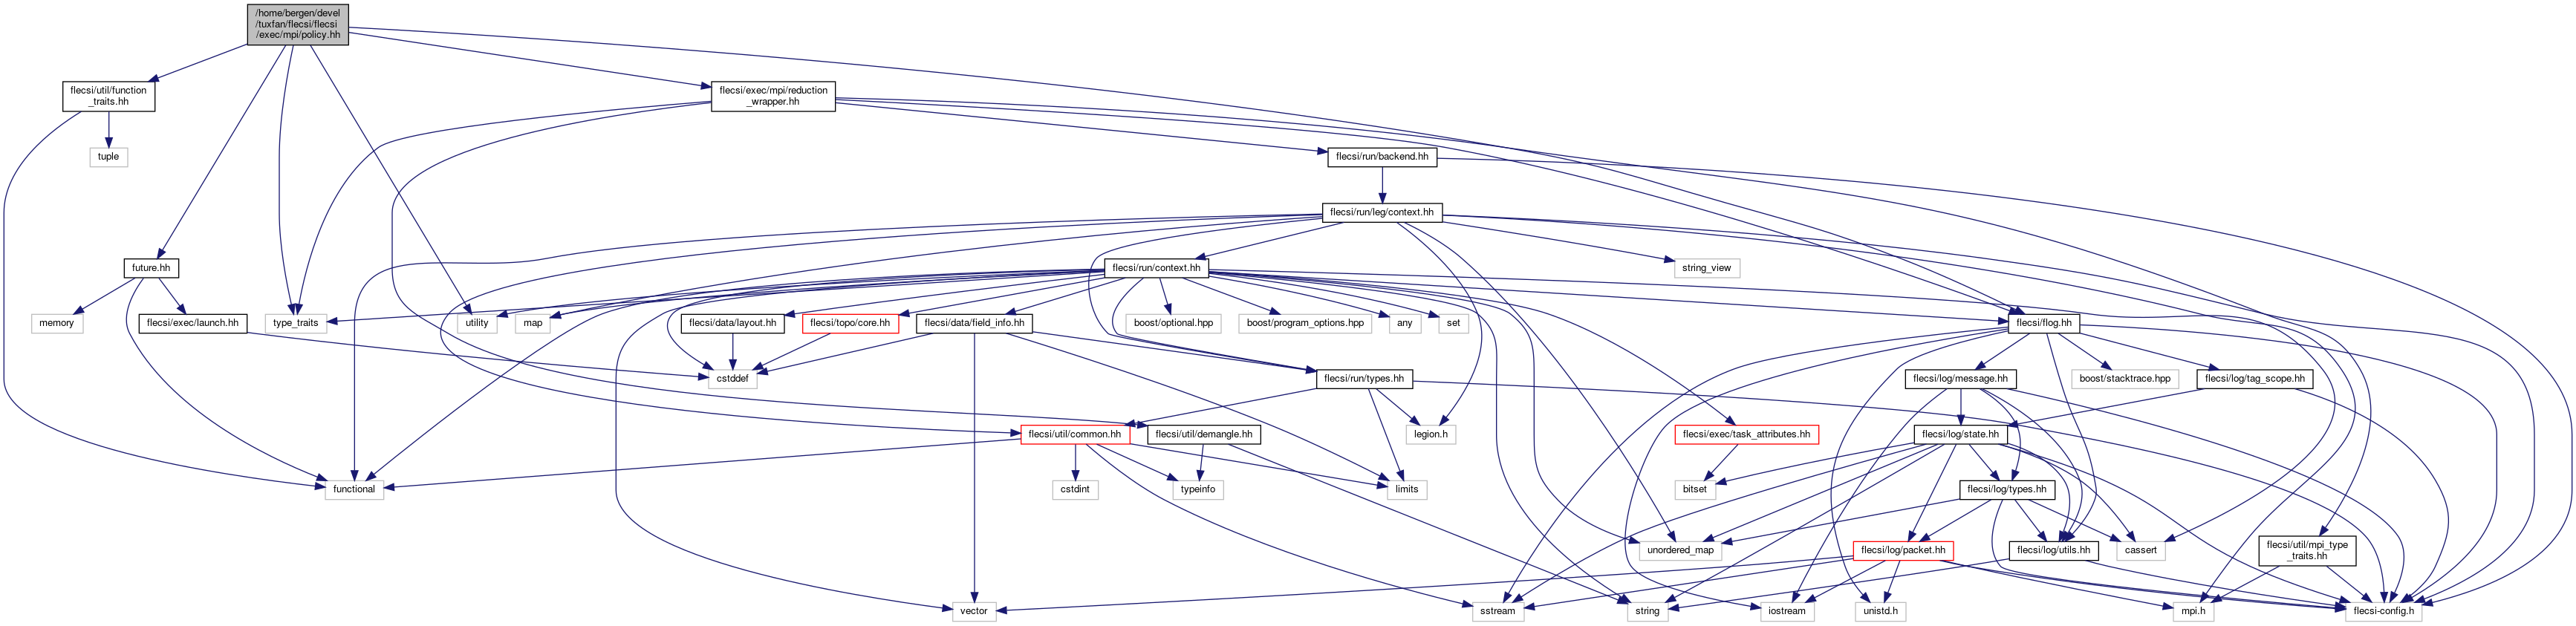 /home/bergen/devel
/tuxfan/flecsi/flecsi
/exec/mpi/policy.hh
flecsi/util/function
_traits.hh
flecsi/exec/mpi/reduction
_wrapper.hh
tuple
flecsi/run/backend.hh
flecsi/run/leg/context.hh
future.hh
flecsi/run/context.hh
string_view
memory
flecsi/exec/launch.hh
type_traits
utility
map
flecsi/data/layout.hh
flecsi/topo/core.hh
flecsi/data/field_info.hh
boost/optional.hpp
boost/program_options.hpp
any
set
flecsi/flog.hh
cstddef
flecsi/run/types.hh
flecsi/log/message.hh
boost/stacktrace.hpp
flecsi/log/tag_scope.hh
flecsi/util/common.hh
flecsi/util/demangle.hh
legion.h
flecsi/exec/task_attributes.hh
flecsi/log/state.hh
functional
cstdint
typeinfo
limits
bitset
flecsi/log/types.hh
unordered_map
flecsi/log/packet.hh
flecsi/log/utils.hh
cassert
flecsi/util/mpi_type
_traits.hh
vector
sstream
string
iostream
unistd.h
mpi.h
flecsi-config.h